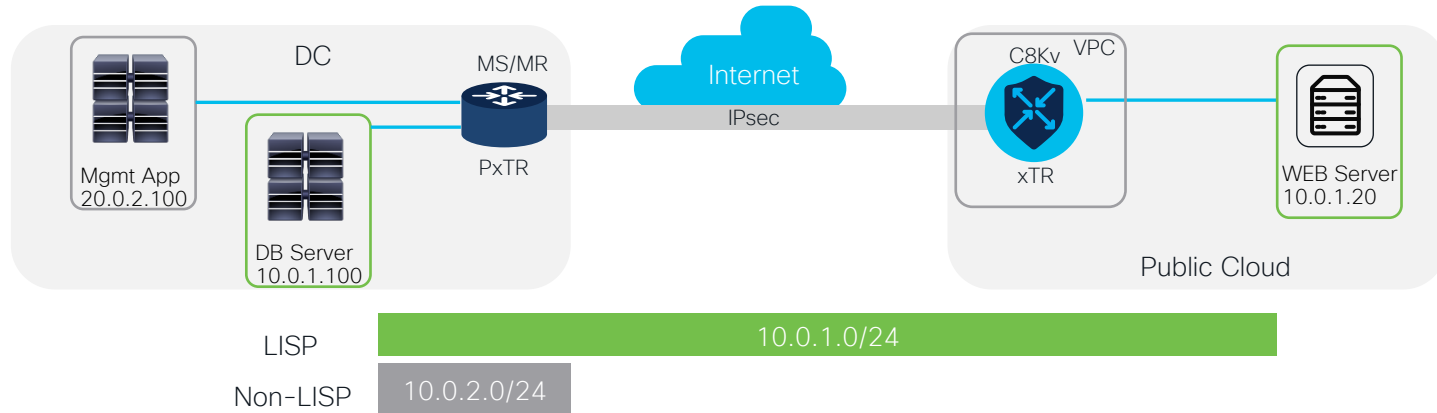 DC
MS/MR
PxTR
Mgmt App
20.0.2.100
DB Server
10.0.1.100
Internet
IPsec
C8Kv
VPC
xTR
WEB Server
10.0.1.20
Public Cloud
LISP
10.0.1.0/24
Non-LISP
10.0.2.0/24